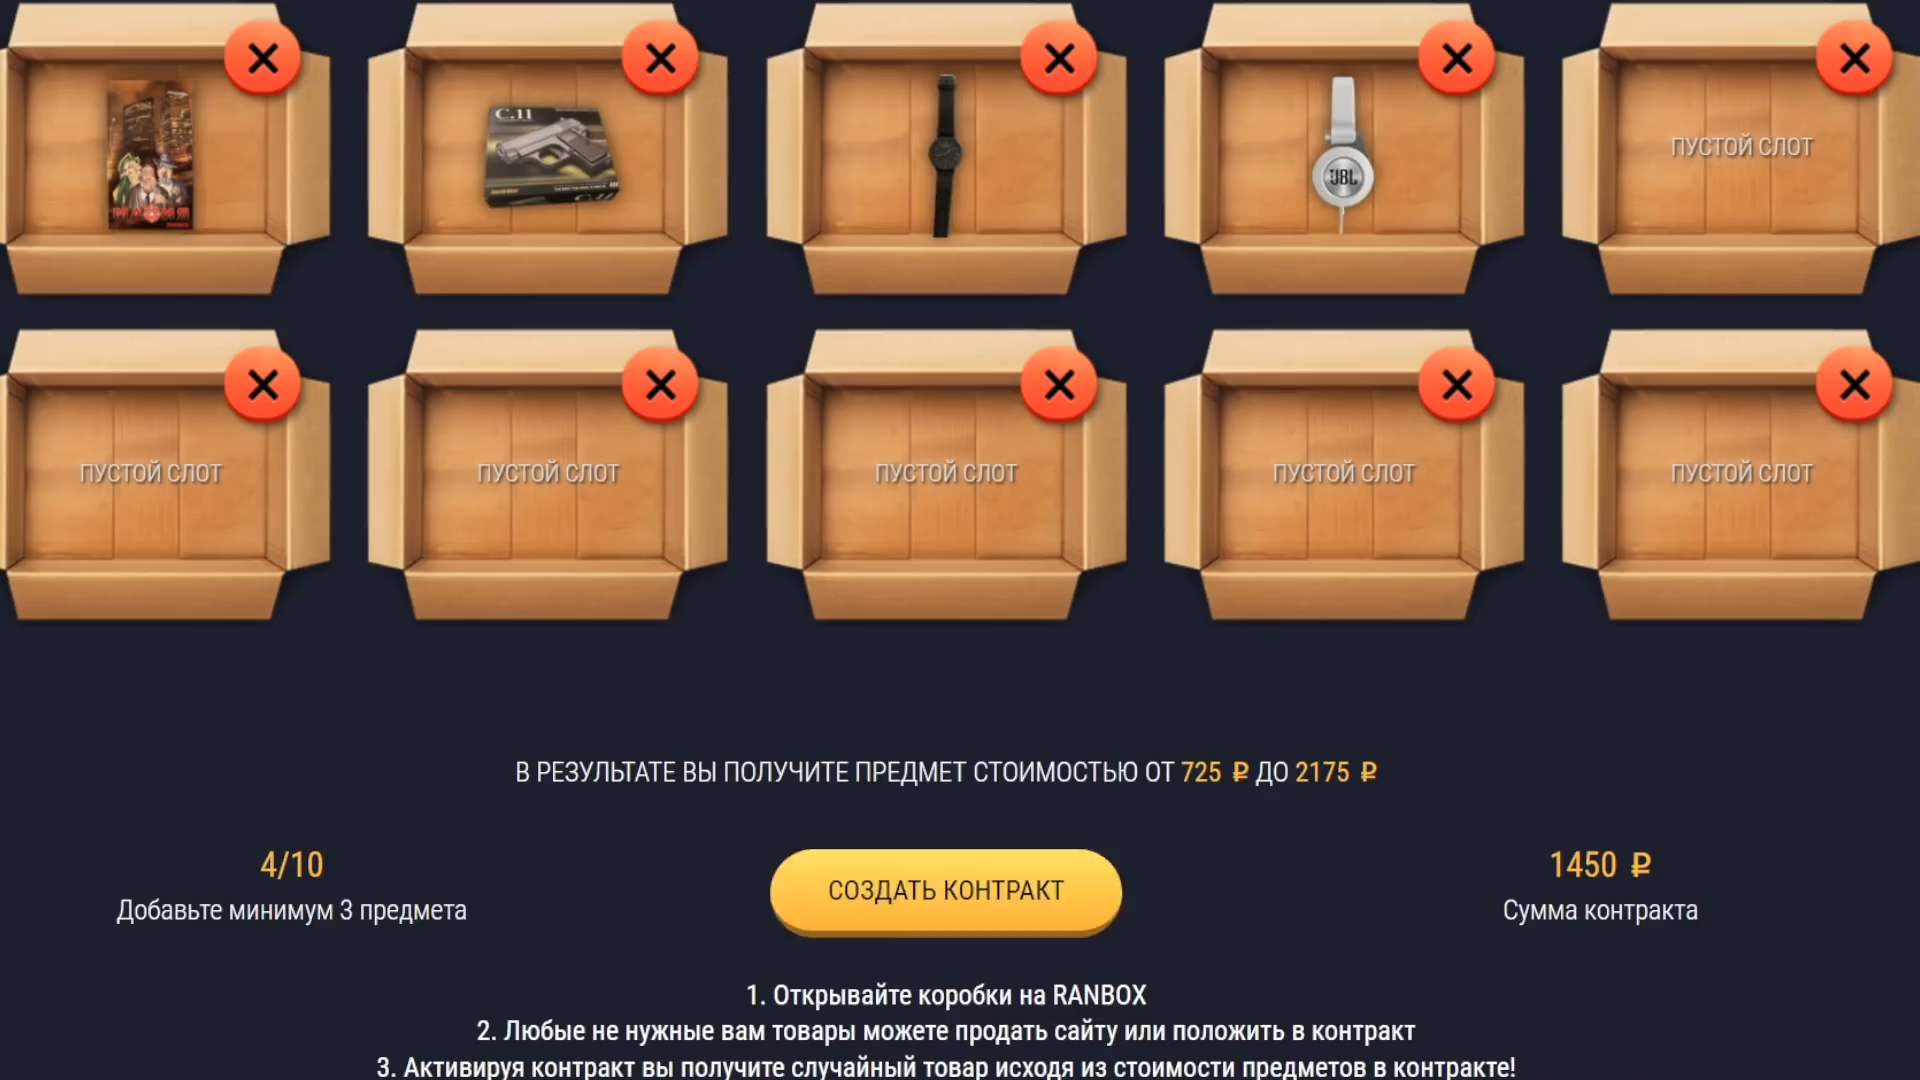 C.11
JBL
ПУСТОЙ СЛОТ
ПУСТОЙ СЛОТ
ПУСТОЙ СЛОТ
ПУСТОЙ СЛОТ
ПУСТОЙ СЛОТ
ПУСТОЙ СЛОТ
В РЕЗУЛЬТАТЕ ВЫ ПОЛУЧИТЕ ПРЕДМЕТ СТОИМОСТЬЮ ОТ 725 ₽ ДО 2175 ₽
4/10
Добавьте минимум 3 предмета
СОЗДАТЬ КОНТРАКТ
1450 ₽
Сумма контракта
1. Открывайте коробки на RANBOX
2. Любые не нужные вам товары можете продать сайту или положить в контракт
3. Активируя контракт вы получите случайный товар исходя из стоимости предметов в контракте!